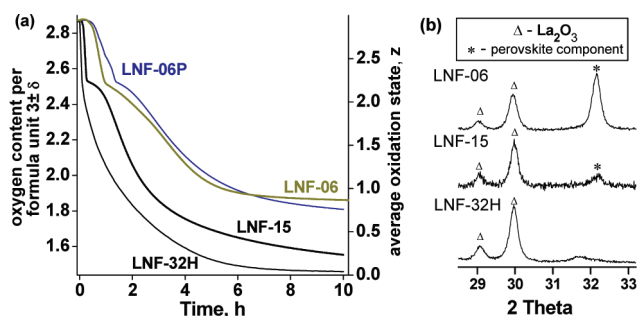 (a)
oxygen content per
formula unit 3± δ
2.8
2.6
2.4
2.2
2.0
1.8
1.6
LNF-06P
LNF-06
LNF-15
LNF-32H
2.5
2.0
1.5
1.0
0.5
0.0
average oxidation state, z
0 2 4 6 8 10
Time, h
(b)
Δ - La₂O₃
* - perovskite component
LNF-06
Δ Δ *
LNF-15
Δ Δ *
LNF-32H
Δ Δ
29 30 31 32 33
2 Theta